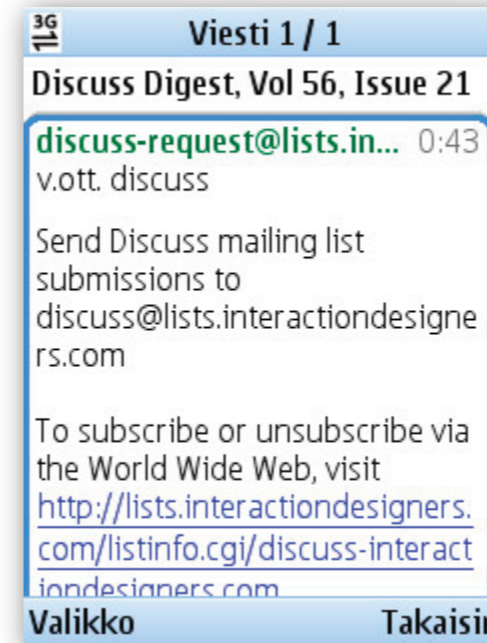 3G
Viesti 1 / 1
Discuss Digest, Vol 56, Issue 21
discuss-request@lists.in... 0:43
v.ott. discuss
Send Discuss mailing list
submissions to
discuss@lists.interactiondesigne
rs.com
To subscribe or unsubscribe via
the World Wide Web, visit
http://lists.interactiondesigners.
com/listinfo.cgi/discuss-interact
iondesigners.com
Valikko Takaisin